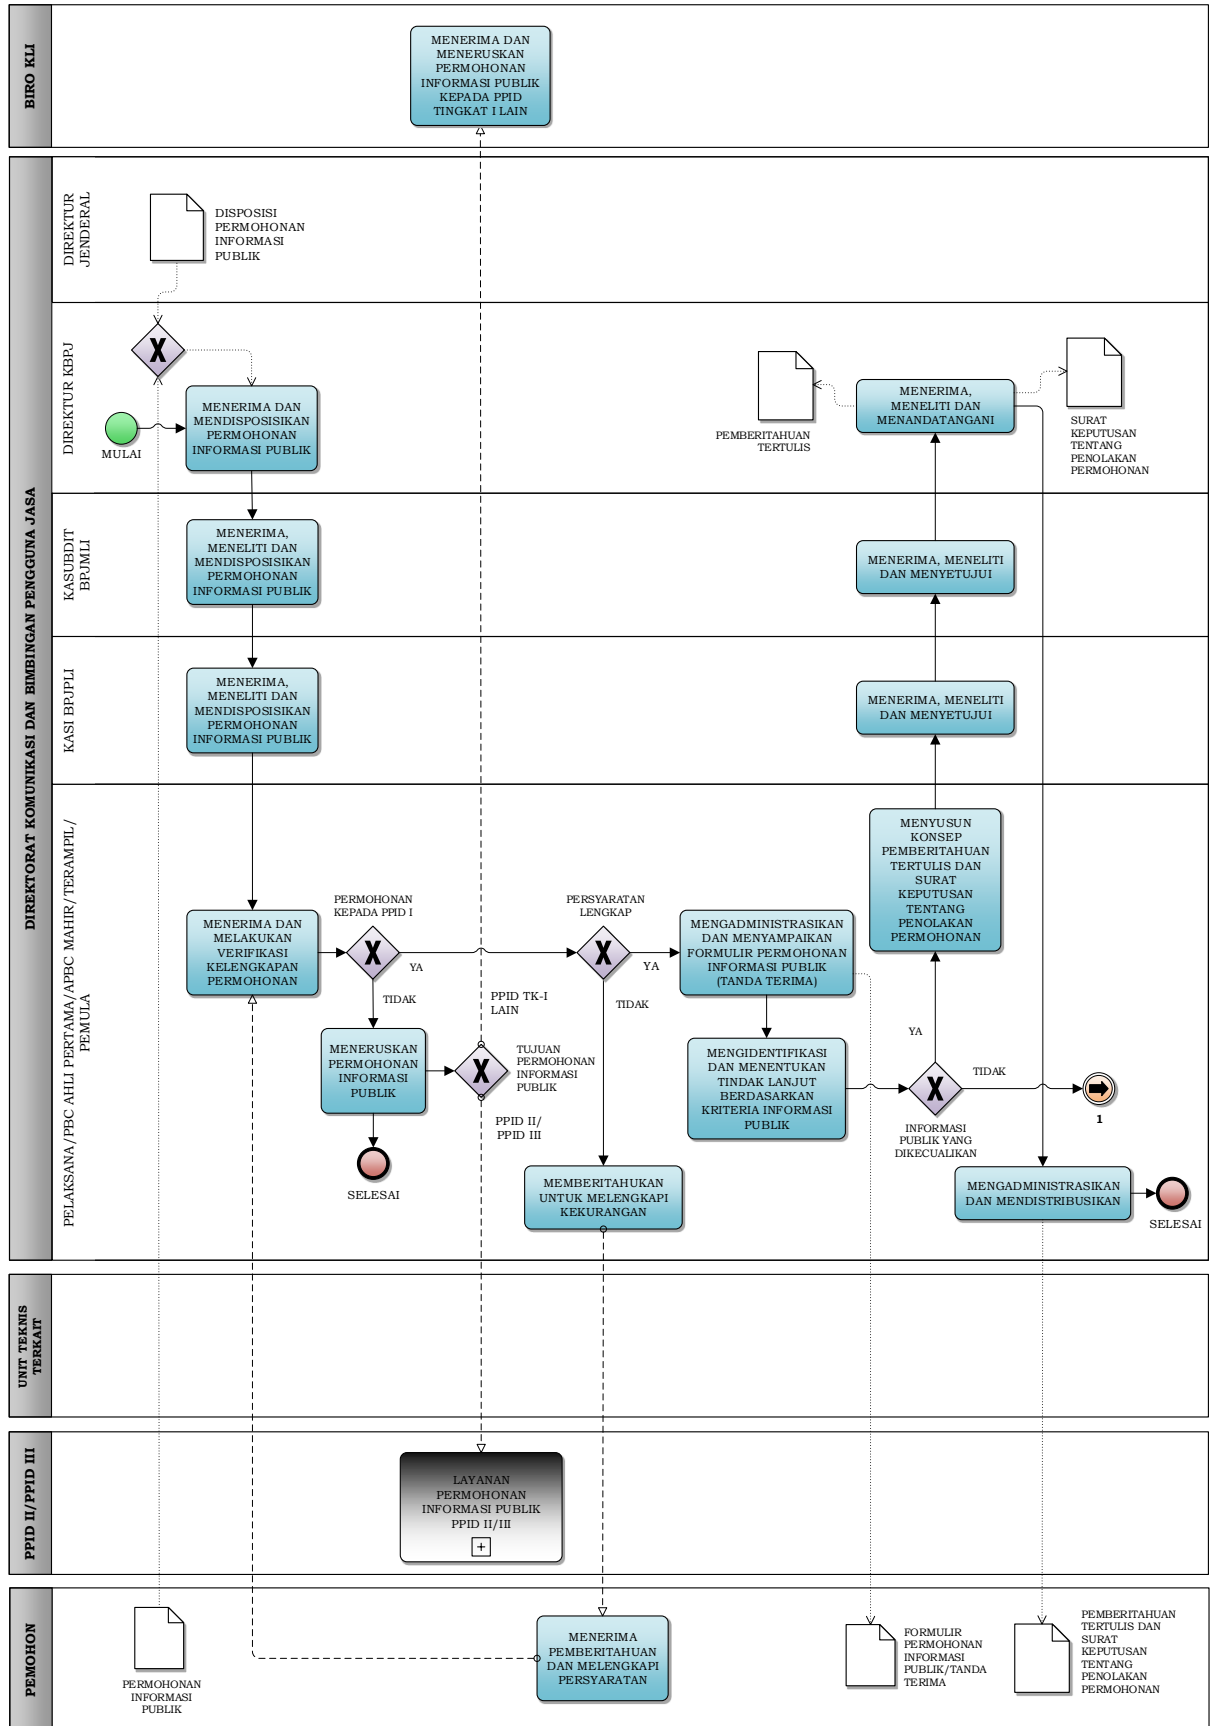 BIRO KLI
MENERIMA DAN
MENERUSKAN
PERMOHONAN
INFORMASI PUBLIK
KEPADA PPID
TINGKAT I LAIN
DIREKTORAT KOMUNIKASI DAN BIMBINGAN PENGGUNA JASA
DIREKTUR
JENDERAL
DISPOSISI
PERMOHONAN
INFORMASI
PUBLIK
DIREKTUR KBPJ
X
MULAI
MENERIMA DAN
MENDISPOSISIKAN
PERMOHONAN
INFORMASI PUBLIK
PEMBERITAHUAN
TERTULIS
MENERIMA,
MENELITI DAN
MENANDATANGANI
SURAT
KEPUTUSAN
TENTANG
PENOLAKAN
PERMOHONAN
KASUBDIT
BPJMLI
MENERIMA,
MENELITI DAN
MENDISPOSISIKAN
PERMOHONAN
INFORMASI PUBLIK
MENERIMA, MENELITI
DAN MENYETUJUI
KASI BPJPLI
MENERIMA,
MENELITI DAN
MENDISPOSISIKAN
PERMOHONAN
INFORMASI PUBLIK
MENERIMA, MENELITI
DAN MENYETUJUI
PELAKSANA/PBC AHLI PERTAMA/APBC MAHIR/TERAMPIL/
PEMULA
MENERIMA DAN
MELAKUKAN
VERIFIKASI
KELENGKAPAN
PERMOHONAN
PERMOHONAN
KEPADA PPID I
X
YA
TIDAK
MENERUSKAN
PERMOHONAN
INFORMASI
PUBLIK
SELESAI
PPID TK-I
LAIN
X
TUJUAN
PERMOHONAN
INFORMASI
PUBLIK
PPID II/
PPID III
PERSYARATAN
LENGKAP
X
YA
TIDAK
MEMBERITAHUKAN
UNTUK MELENGKAPI
KEKURANGAN
MENGADMINISTRASIKAN
DAN MENYAMPAIKAN
FORMULIR PERMOHONAN
INFORMASI PUBLIK
(TANDA TERIMA)
MENGIDENTIFIKASI
DAN MENENTUKAN
TINDAK LANJUT
BERDASARKAN
KRITERIA INFORMASI
PUBLIK
MENYUSUN
KONSEP
PEMBERITAHUAN
TERTULIS DAN
SURAT
KEPUTUSAN
TENTANG
PENOLAKAN
PERMOHONAN
YA
X
TIDAK
INFORMASI
PUBLIK YANG
DIKECUALIKAN
1
MENGADMINISTRASIKAN
DAN MENDISTRIBUSIKAN
SELESAI
UNIT TEKNIS
TERKAIT
PPID II/PPID III
LAYANAN
PERMOHONAN
INFORMASI PUBLIK
PPID II/III
+
PEMOHON
PERMOHONAN
INFORMASI
PUBLIK
MENERIMA
PEMBERITAHUAN
DAN MELENGKAPI
PERSYARATAN
FORMULIR
PERMOHONAN
INFORMASI
PUBLIK/TANDA
TERIMA
PEMBERITAHUAN
TERTULIS DAN
SURAT
KEPUTUSAN
TENTANG
PENOLAKAN
PERMOHONAN